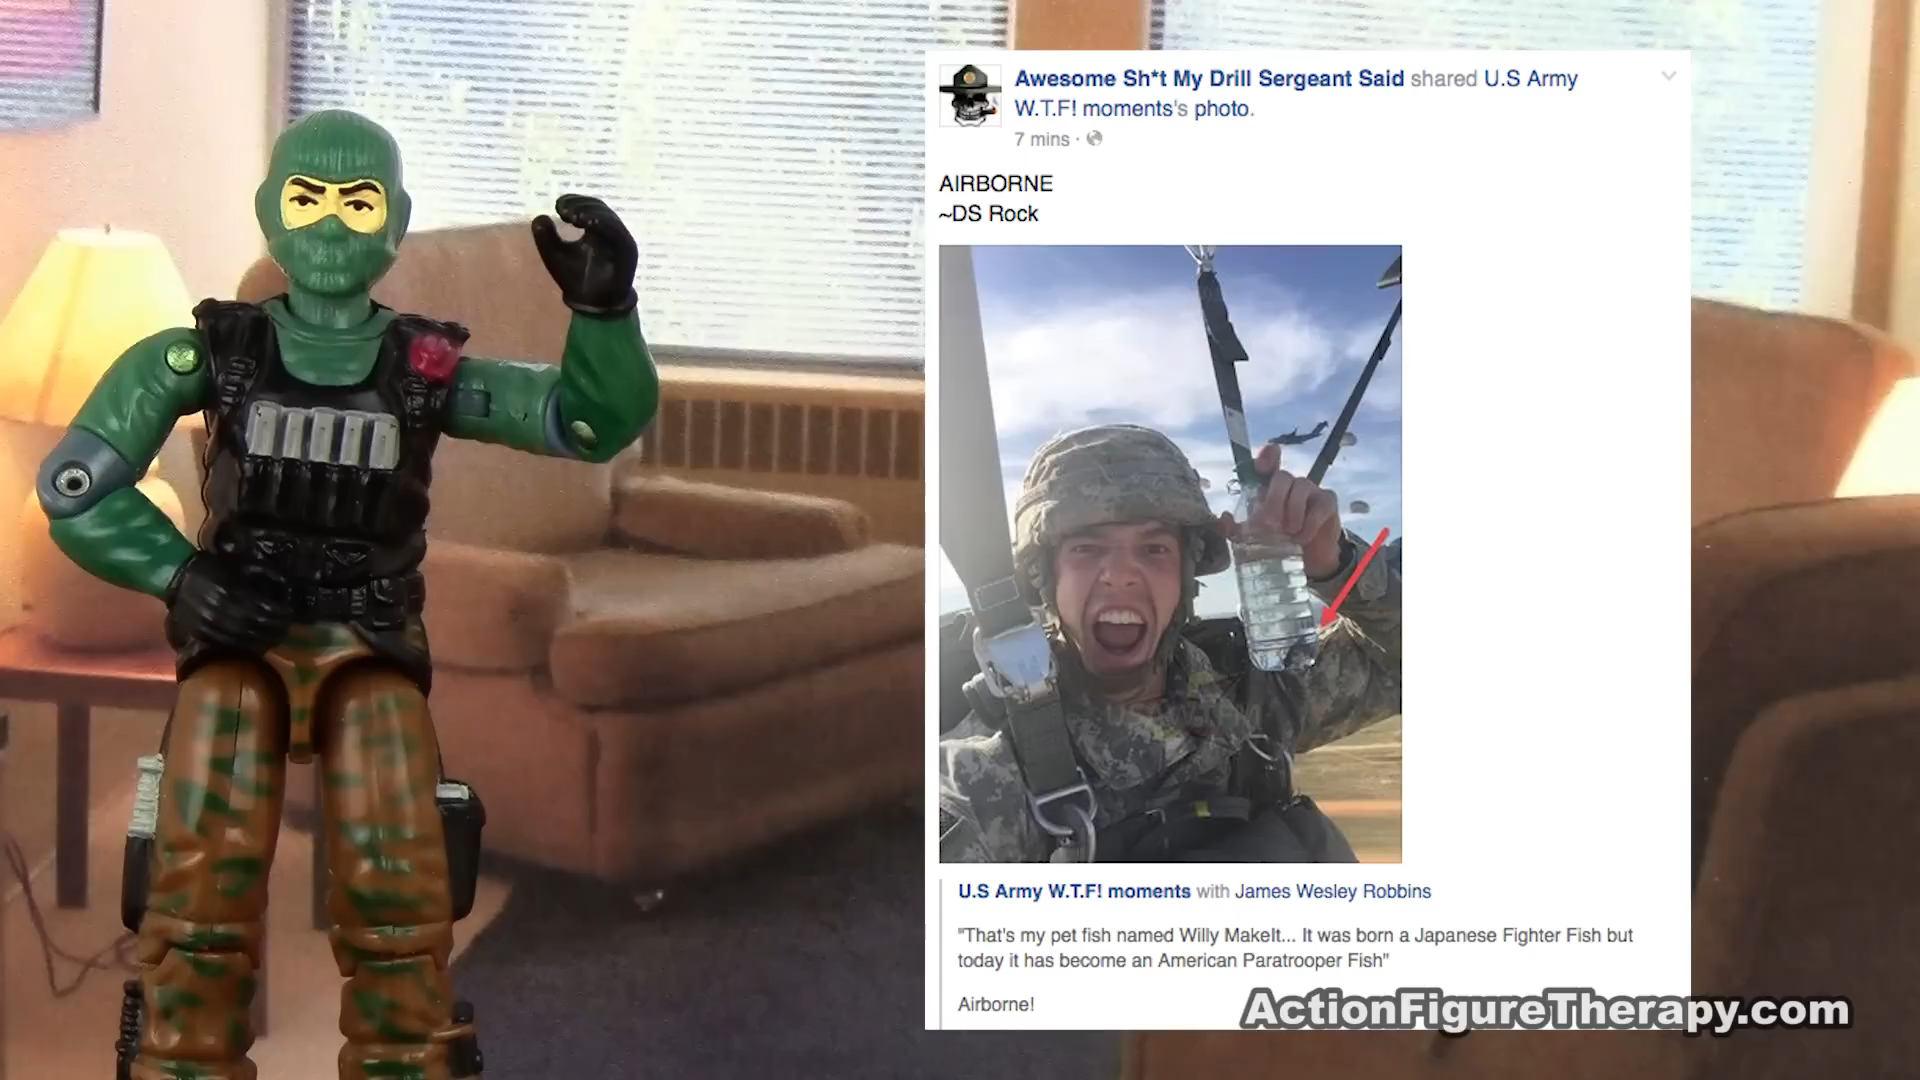 Awesome Sh*t My Drill Sergeant Said shared U.S Army
W.T.F! moments's photo.
7 mins ·
AIRBORNE
~DS Rock
U.S Army W.T.F! moments with James Wesley Robbins
"That's my pet fish named Willy MakeIt... It was born a Japanese Fighter Fish but
today it has become an American Paratrooper Fish"
Airborne!
ActionFigureTherapy.com